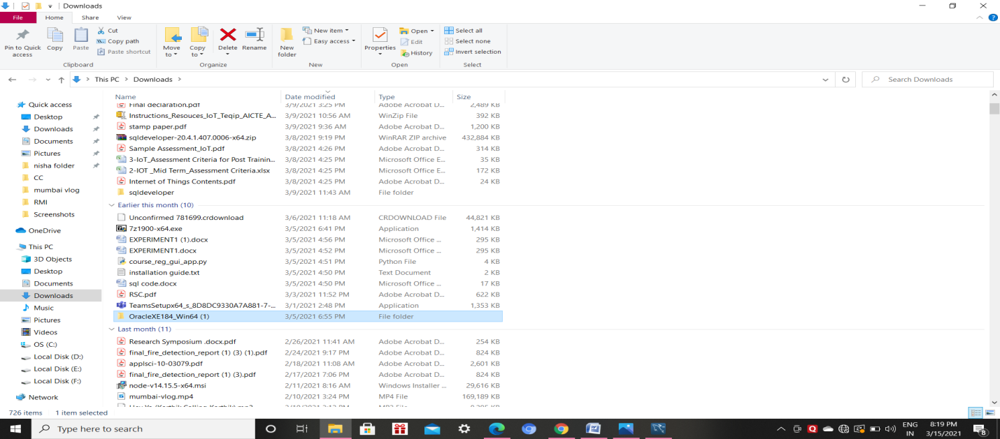 Downloads
File Home Share View
Pin to Quick access
Copy
Paste
Cut
Copy path
Paste shortcut
Clipboard
Move to
Copy to
Delete
Rename
Organize
New folder
New item
Easy access
New
Properties
Open
Edit
History
Open
Select all
Select none
Invert selection
Select
This PC > Downloads >
Search Downloads
Quick access
Desktop
Downloads
Documents
Pictures
nisha folder
CC
mumbai vlog
RMI
Screenshots
OneDrive
This PC
3D Objects
Desktop
Documents
Downloads
Music
Pictures
Videos
OS (C:)
Local Disk (D:)
Local Disk (E:)
Local Disk (F:)
Network
Name Date modified Type Size
Final declaration.pdf 3/9/2021 3:25 PM Adobe Acrobat D... 2,489 KB
Instructions_Resouces_IoT_Teqip_AICTE_A... 3/9/2021 10:56 AM WinZip File 392 KB
stamp paper.pdf 3/9/2021 9:36 AM Adobe Acrobat D... 1,200 KB
sqldeveloper-20.4.1.407.0006-x64.zip 3/8/2021 9:19 PM WinRAR ZIP archive 432,884 KB
Sample Assessment_IoT.pdf 3/8/2021 4:26 PM Adobe Acrobat D... 314 KB
3-IoT_Assessment Criteria for Post Trainin... 3/8/2021 4:25 PM Microsoft Office E... 35 KB
2-IOT _Mid Term_Assessment Criteria.xlsx 3/8/2021 4:25 PM Microsoft Office E... 172 KB
Internet of Things Contents.pdf 3/8/2021 4:25 PM Adobe Acrobat D... 24 KB
sqldeveloper 3/9/2021 11:43 AM File folder
Earlier this month (10)
Unconfirmed 781699.crdownload 3/6/2021 11:18 AM CRDOWNLOAD File 44,821 KB
7z1900-x64.exe 3/5/2021 6:41 PM Application 1,414 KB
EXPERIMENT1 (1).docx 3/5/2021 4:56 PM Microsoft Office ... 295 KB
EXPERIMENT1.docx 3/5/2021 4:52 PM Microsoft Office ... 295 KB
course_reg_gui_app.py 3/5/2021 4:51 PM Python File 4 KB
installation guide.txt 3/5/2021 4:50 PM Text Document 2 KB
sql code.docx 3/5/2021 4:50 PM Microsoft Office ... 17 KB
RSC.pdf 3/3/2021 11:52 PM Adobe Acrobat D... 622 KB
TeamsSetupx64_s_8D8DC9330A7A881-7-... 3/1/2021 2:48 PM Application 1,353 KB
OracleXE184_Win64 (1) 3/5/2021 6:55 PM File folder
Last month (11)
Research Symposium .docx.pdf 2/26/2021 11:41 AM Adobe Acrobat D... 254 KB
final_fire_detection_report (1) (3) (1).pdf 2/24/2021 9:17 PM Adobe Acrobat D... 824 KB
applsci-10-03079.pdf 2/18/2021 11:08 AM Adobe Acrobat D... 2,601 KB
final_fire_detection_report (1) (3).pdf 2/17/2021 7:06 PM Adobe Acrobat D... 824 KB
node-v14.15.5-x64.msi 2/11/2021 8:16 AM Windows Installer ... 29,616 KB
mumbai-vlog.mp4 2/10/2021 3:24 PM MP4 File 169,189 KB
726 items 1 item selected
Type here to search
ENG
IN
8:19 PM
3/15/2021
8